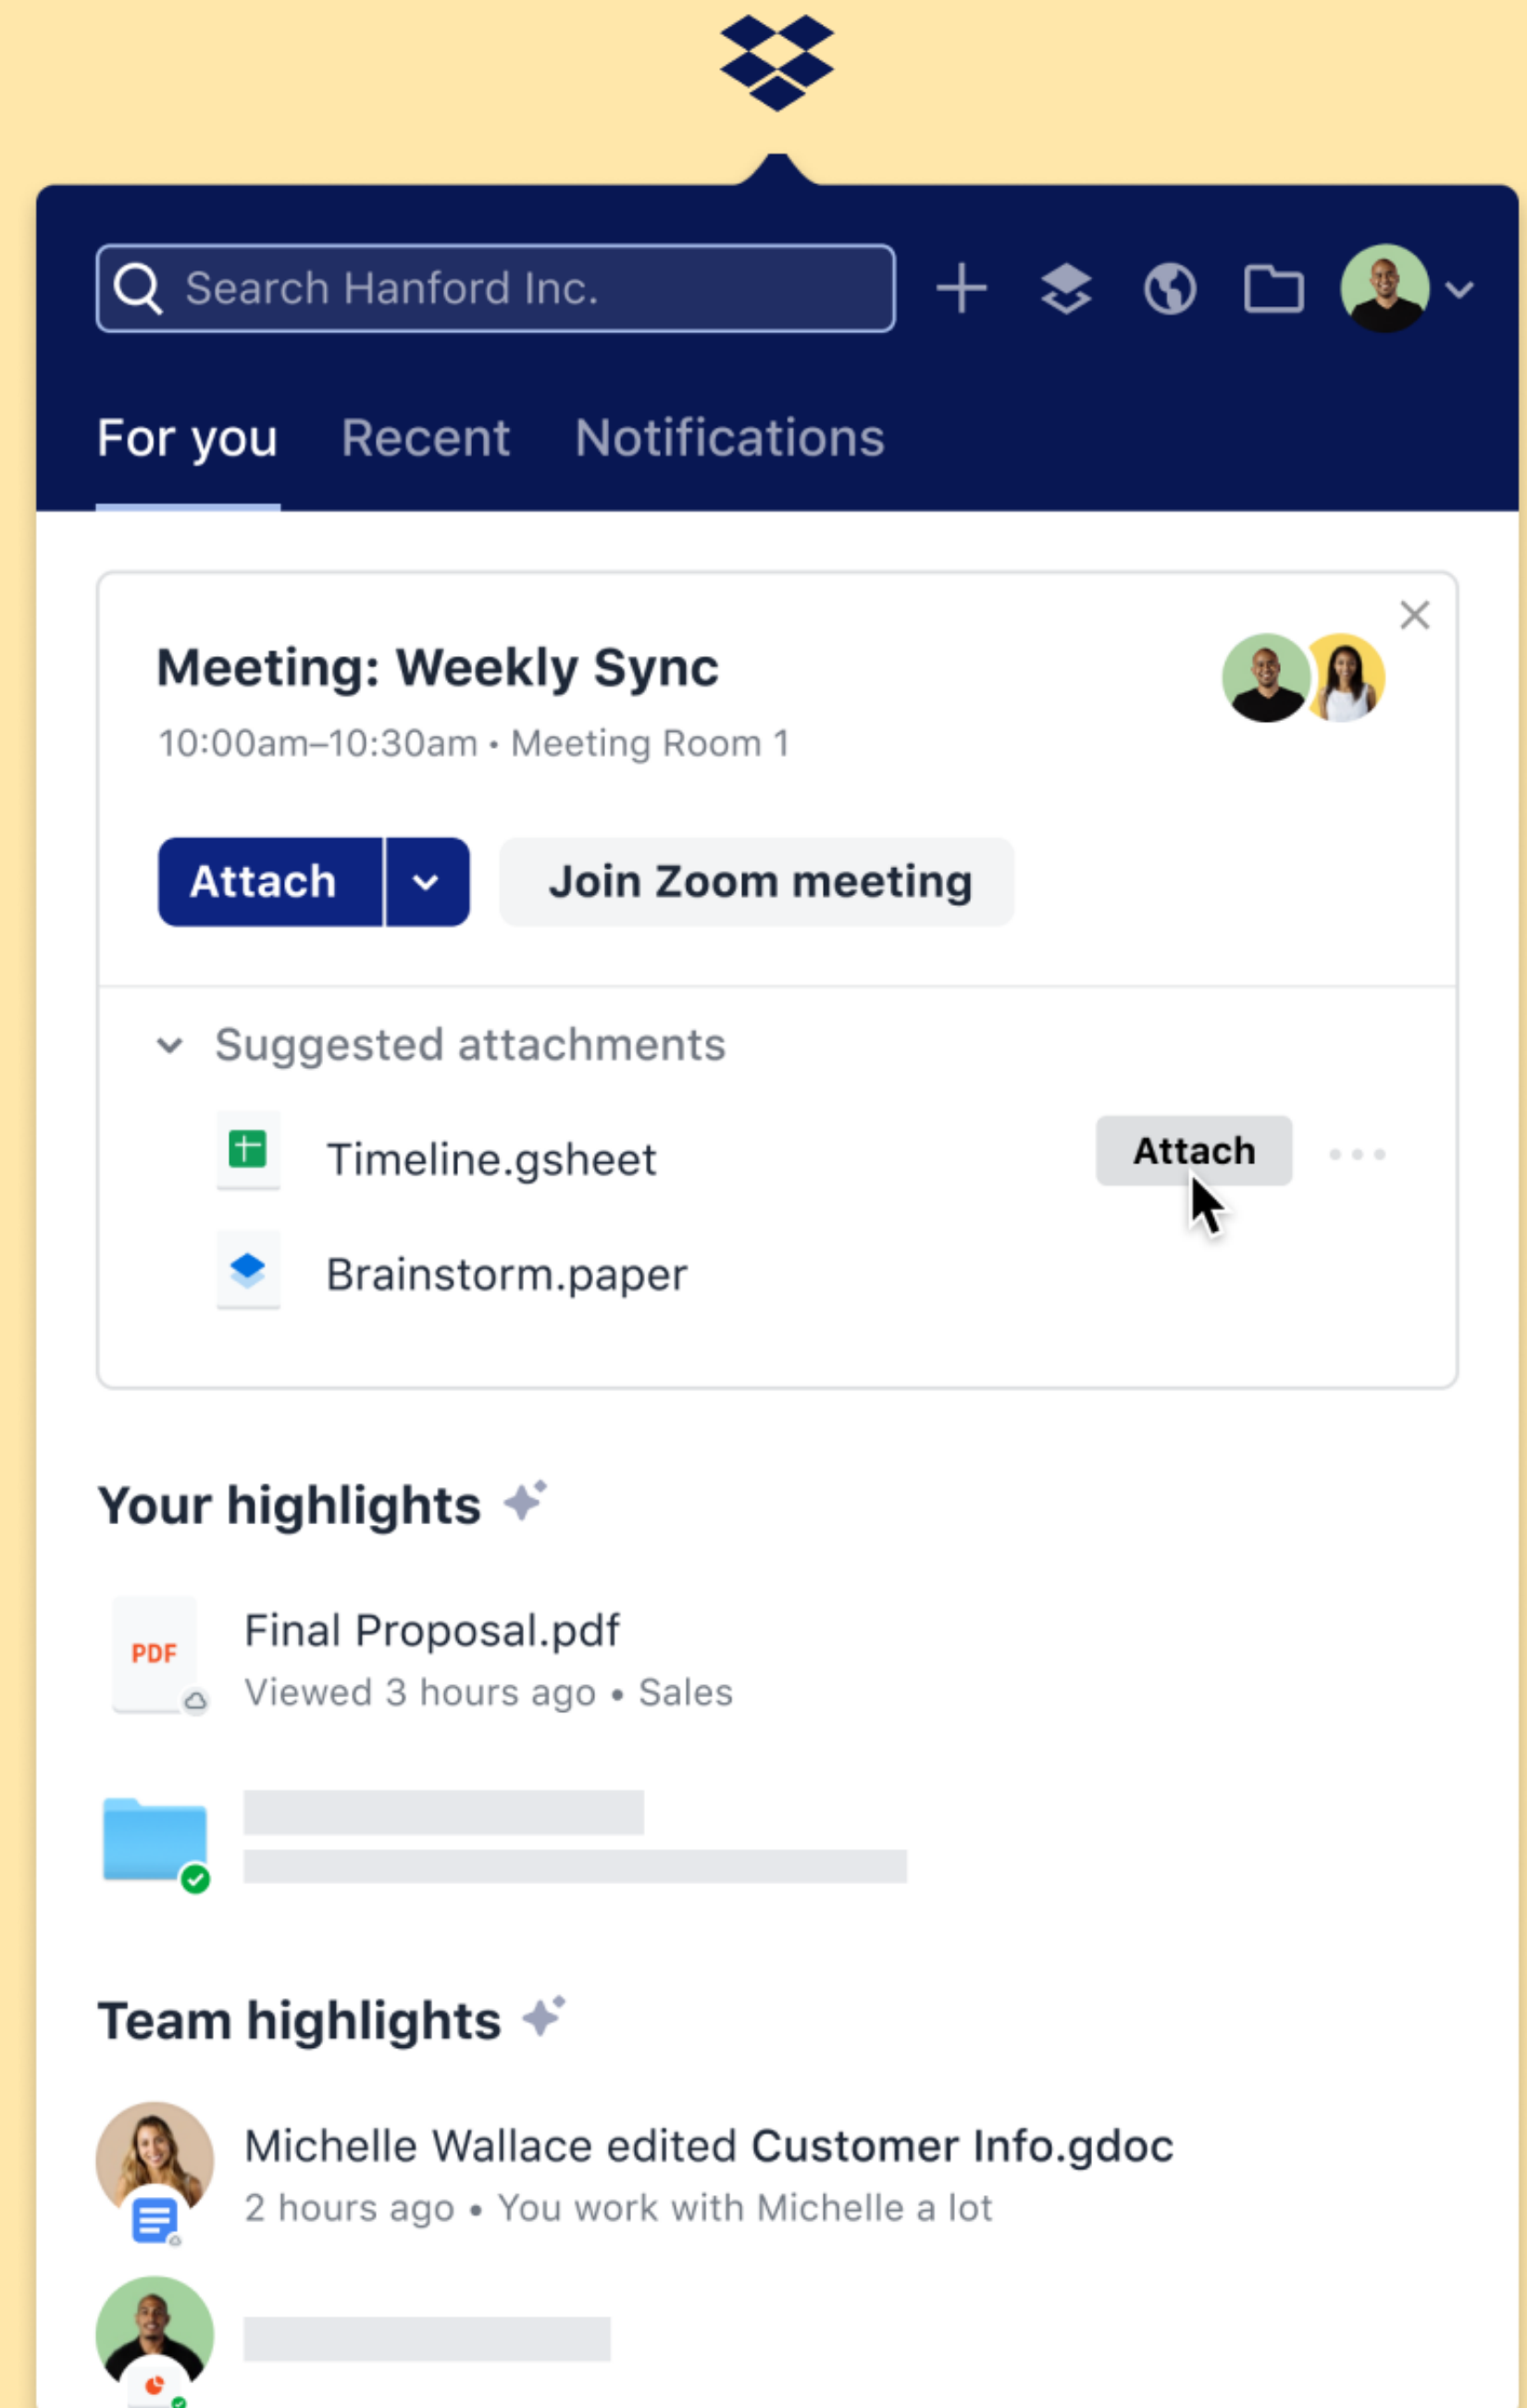 Search Hanford Inc.
For you Recent Notifications
Meeting: Weekly Sync
10:00am–10:30am • Meeting Room 1
Attach
Join Zoom meeting
Suggested attachments
Timeline.gsheet
Attach
Brainstorm.paper
Your highlights
PDF
Final Proposal.pdf
Viewed 3 hours ago • Sales
Team highlights
Michelle Wallace edited Customer Info.gdoc
2 hours ago • You work with Michelle a lot